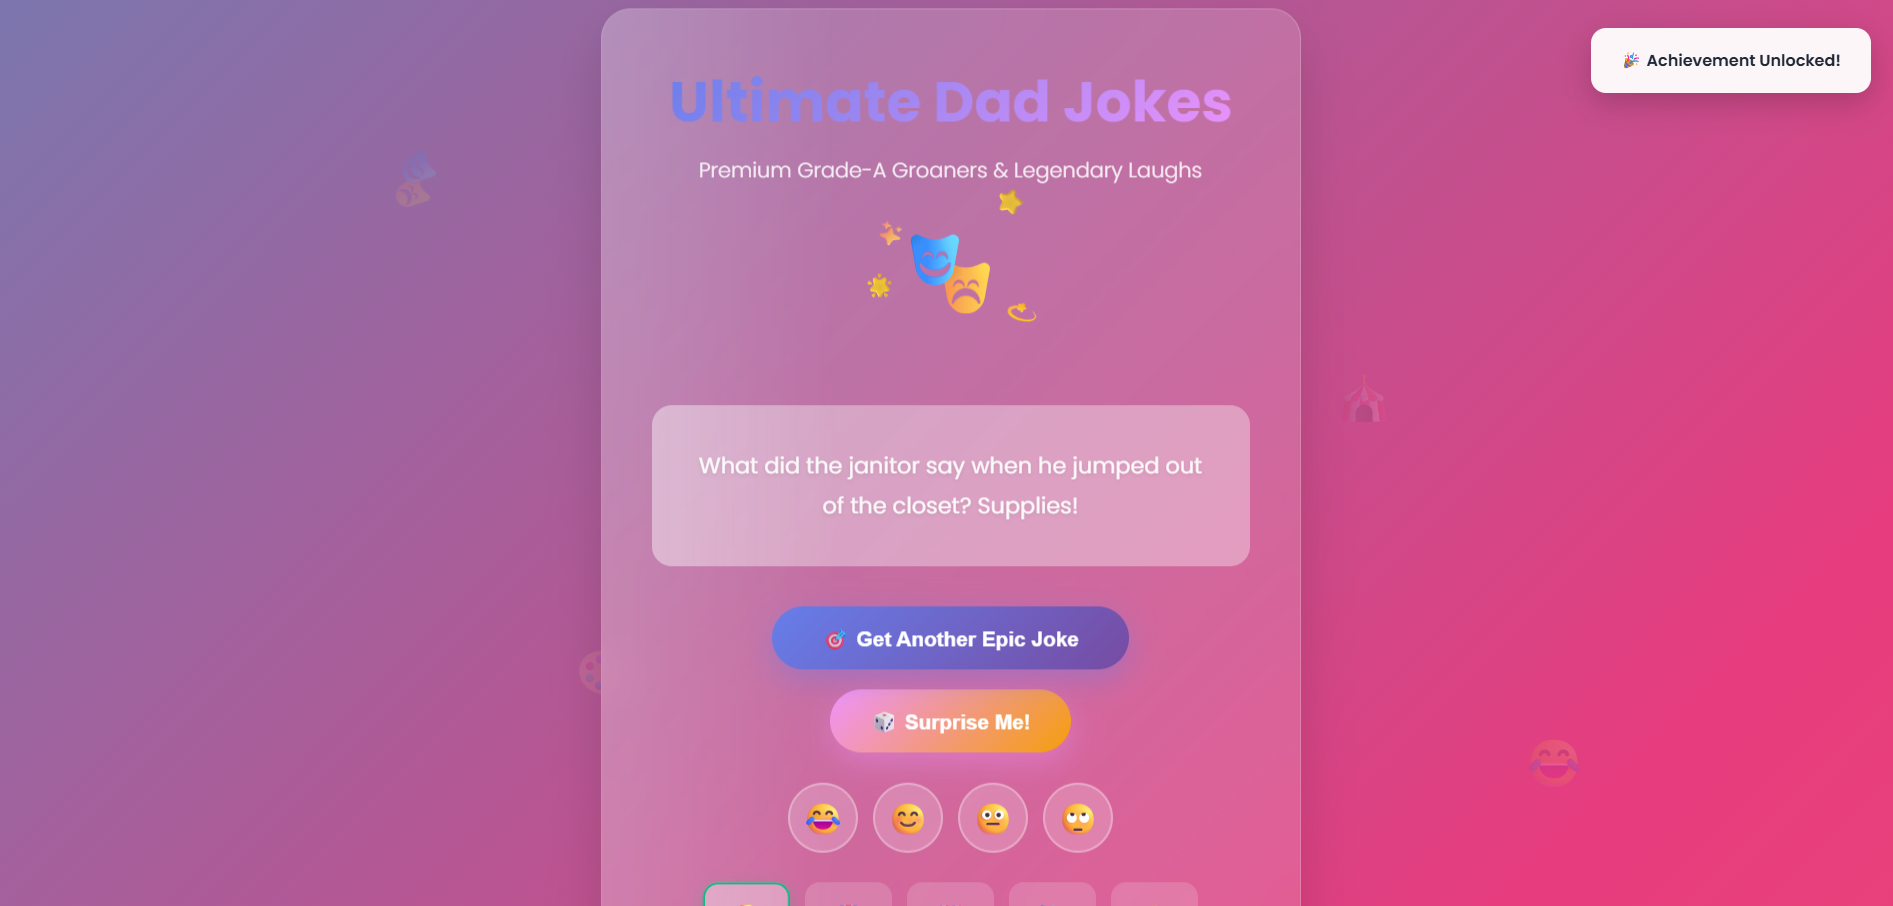 Achievement Unlocked!
Ultimate Dad Jokes
Premium Grade-A Groaners & Legendary Laughs
What did the janitor say when he jumped out
of the closet? Supplies!
Get Another Epic Joke
Surprise Me!